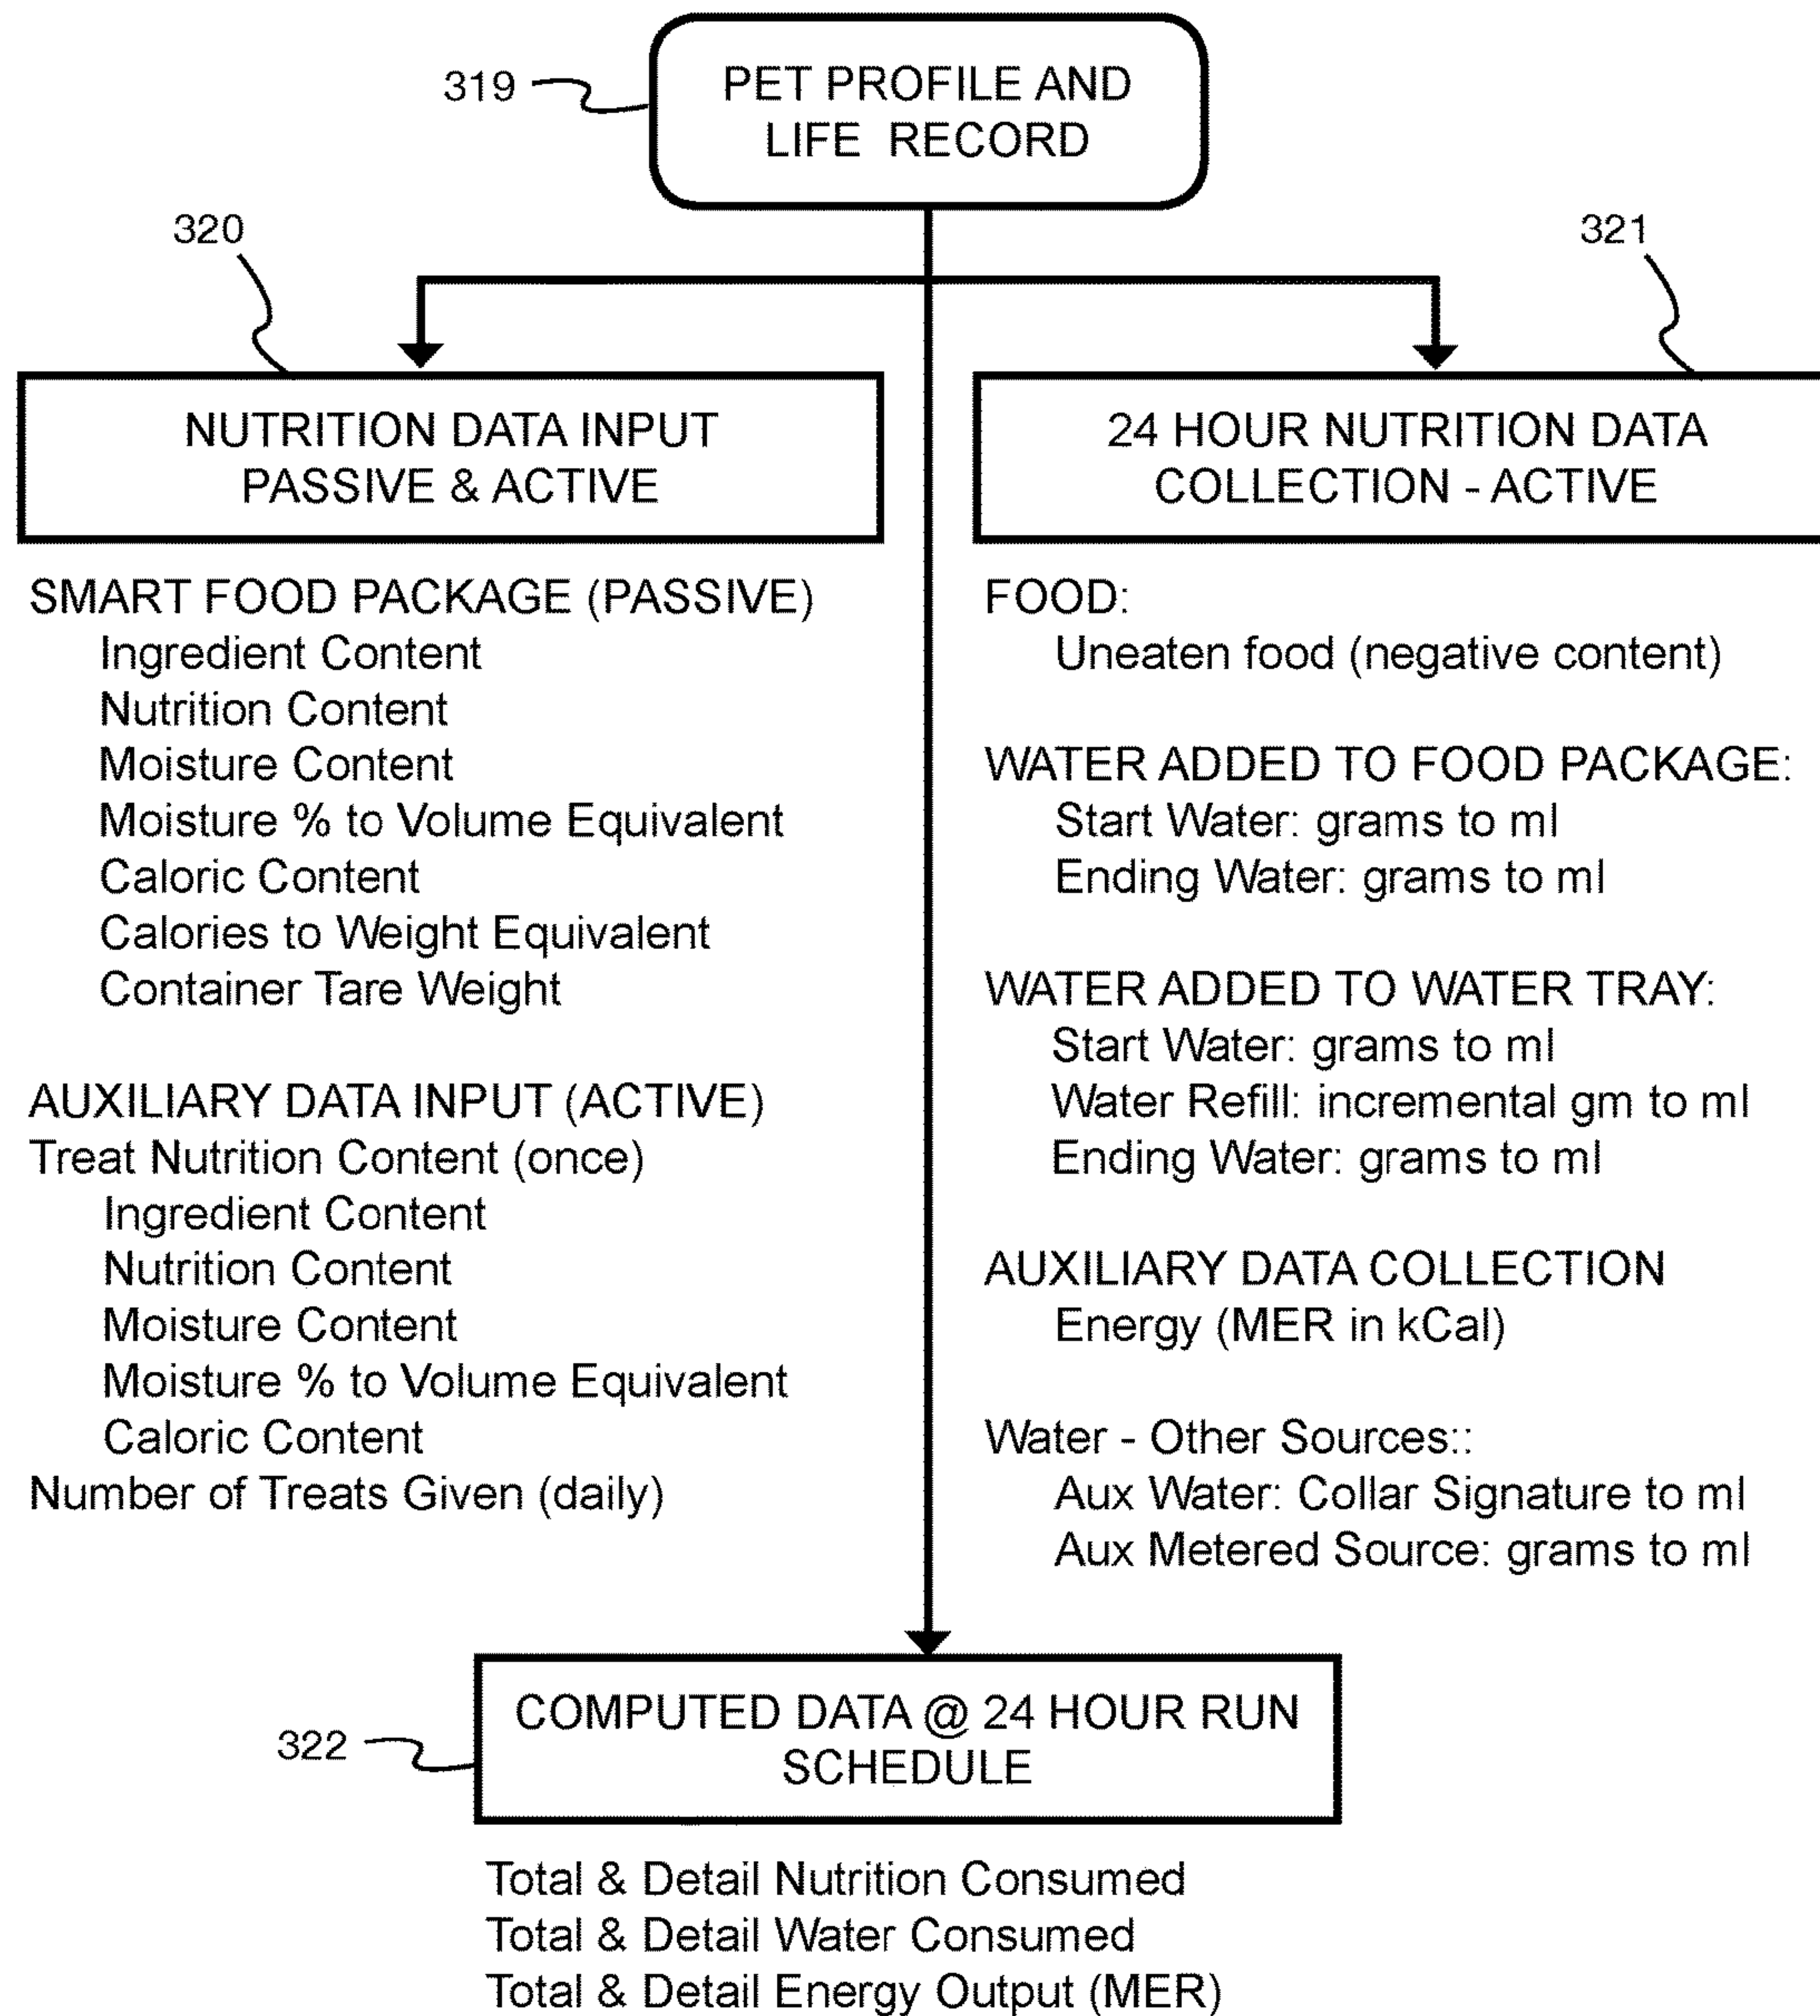 319
PET PROFILE AND
LIFE RECORD
320
321
NUTRITION DATA INPUT
PASSIVE & ACTIVE
SMART FOOD PACKAGE (PASSIVE)
Ingredient Content
Nutrition Content
Moisture Content
Moisture % to Volume Equivalent
Caloric Content
Calories to Weight Equivalent
Container Tare Weight
AUXILIARY DATA INPUT (ACTIVE)
Treat Nutrition Content (once)
Ingredient Content
Nutrition Content
Moisture Content
Moisture % to Volume Equivalent
Caloric Content
Number of Treats Given (daily)
24 HOUR NUTRITION DATA
COLLECTION - ACTIVE
FOOD:
Uneaten food (negative content)
WATER ADDED TO FOOD PACKAGE:
Start Water: grams to ml
Ending Water: grams to ml
WATER ADDED TO WATER TRAY:
Start Water: grams to ml
Water Refill: incremental gm to ml
Ending Water: grams to ml
AUXILIARY DATA COLLECTION
Energy (MER in kCal)
Water - Other Sources::
Aux Water: Collar Signature to ml
Aux Metered Source: grams to ml
322
COMPUTED DATA @ 24 HOUR RUN
SCHEDULE
Total & Detail Nutrition Consumed
Total & Detail Water Consumed
Total & Detail Energy Output (MER)